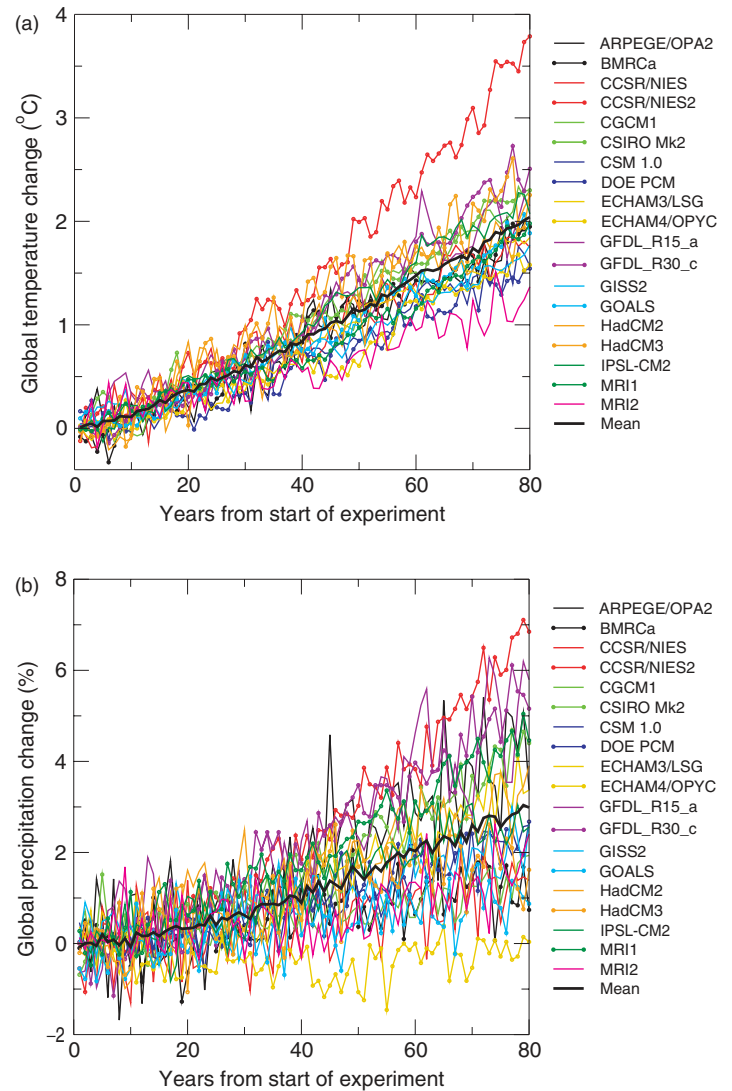 (a)
4
3
2
1
0
Global temperature change (°C)
0 20 40 60 80
Years from start of experiment
ARPEGE/OPA2
BMRCa
CCSR/NIES
CCSR/NIES2
CGCM1
CSIRO Mk2
CSM 1.0
DOE PCM
ECHAM3/LSG
ECHAM4/OPYC
GFDL_R15_a
GFDL_R30_c
GISS2
GOALS
HadCM2
HadCM3
IPSL-CM2
MRI1
MRI2
Mean
(b)
8
6
4
2
0
−2
Global precipitation change (%)
0 20 40 60 80
Years from start of experiment
ARPEGE/OPA2
BMRCa
CCSR/NIES
CCSR/NIES2
CGCM1
CSIRO Mk2
CSM 1.0
DOE PCM
ECHAM3/LSG
ECHAM4/OPYC
GFDL_R15_a
GFDL_R30_c
GISS2
GOALS
HadCM2
HadCM3
IPSL-CM2
MRI1
MRI2
Mean